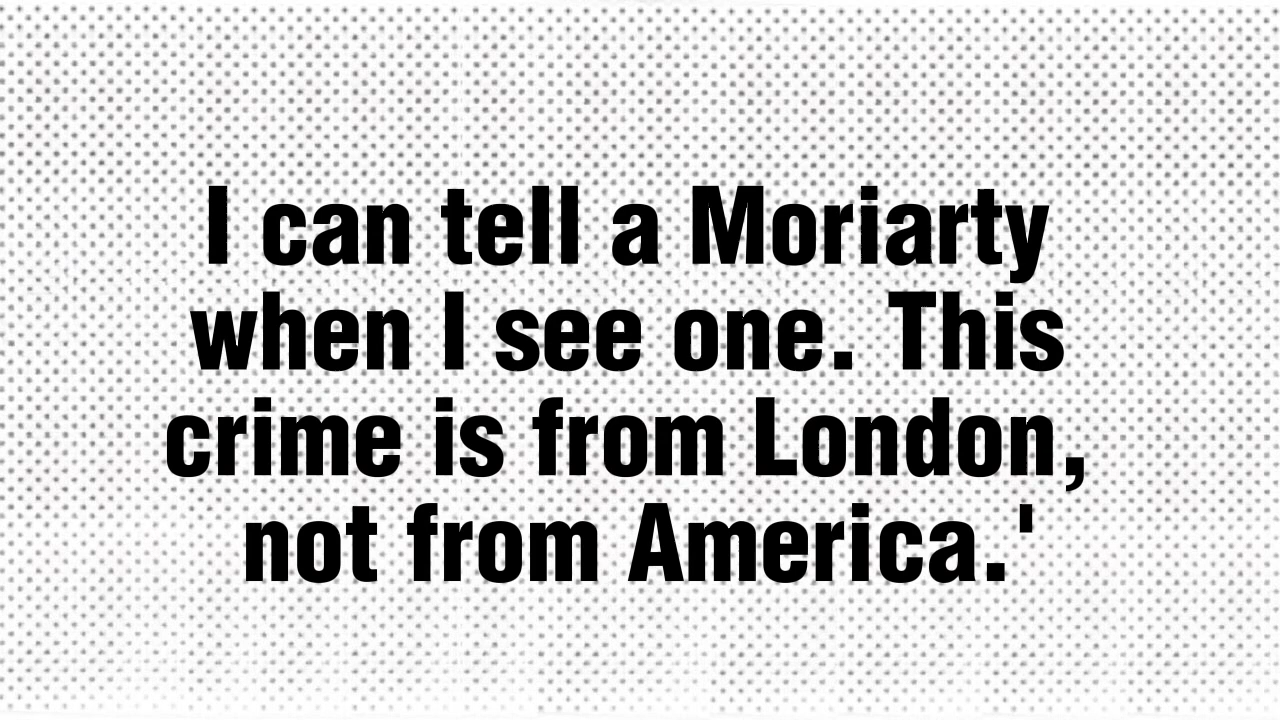 I can tell a Moriarty
when I see one. This
crime is from London,
not from America.'